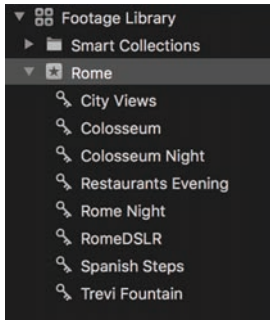 Footage Library
Smart Collections
Rome
City Views
Colosseum
Colosseum Night
Restaurants Evening
Rome Night
RomeDSLR
Spanish Steps
Trevi Fountain